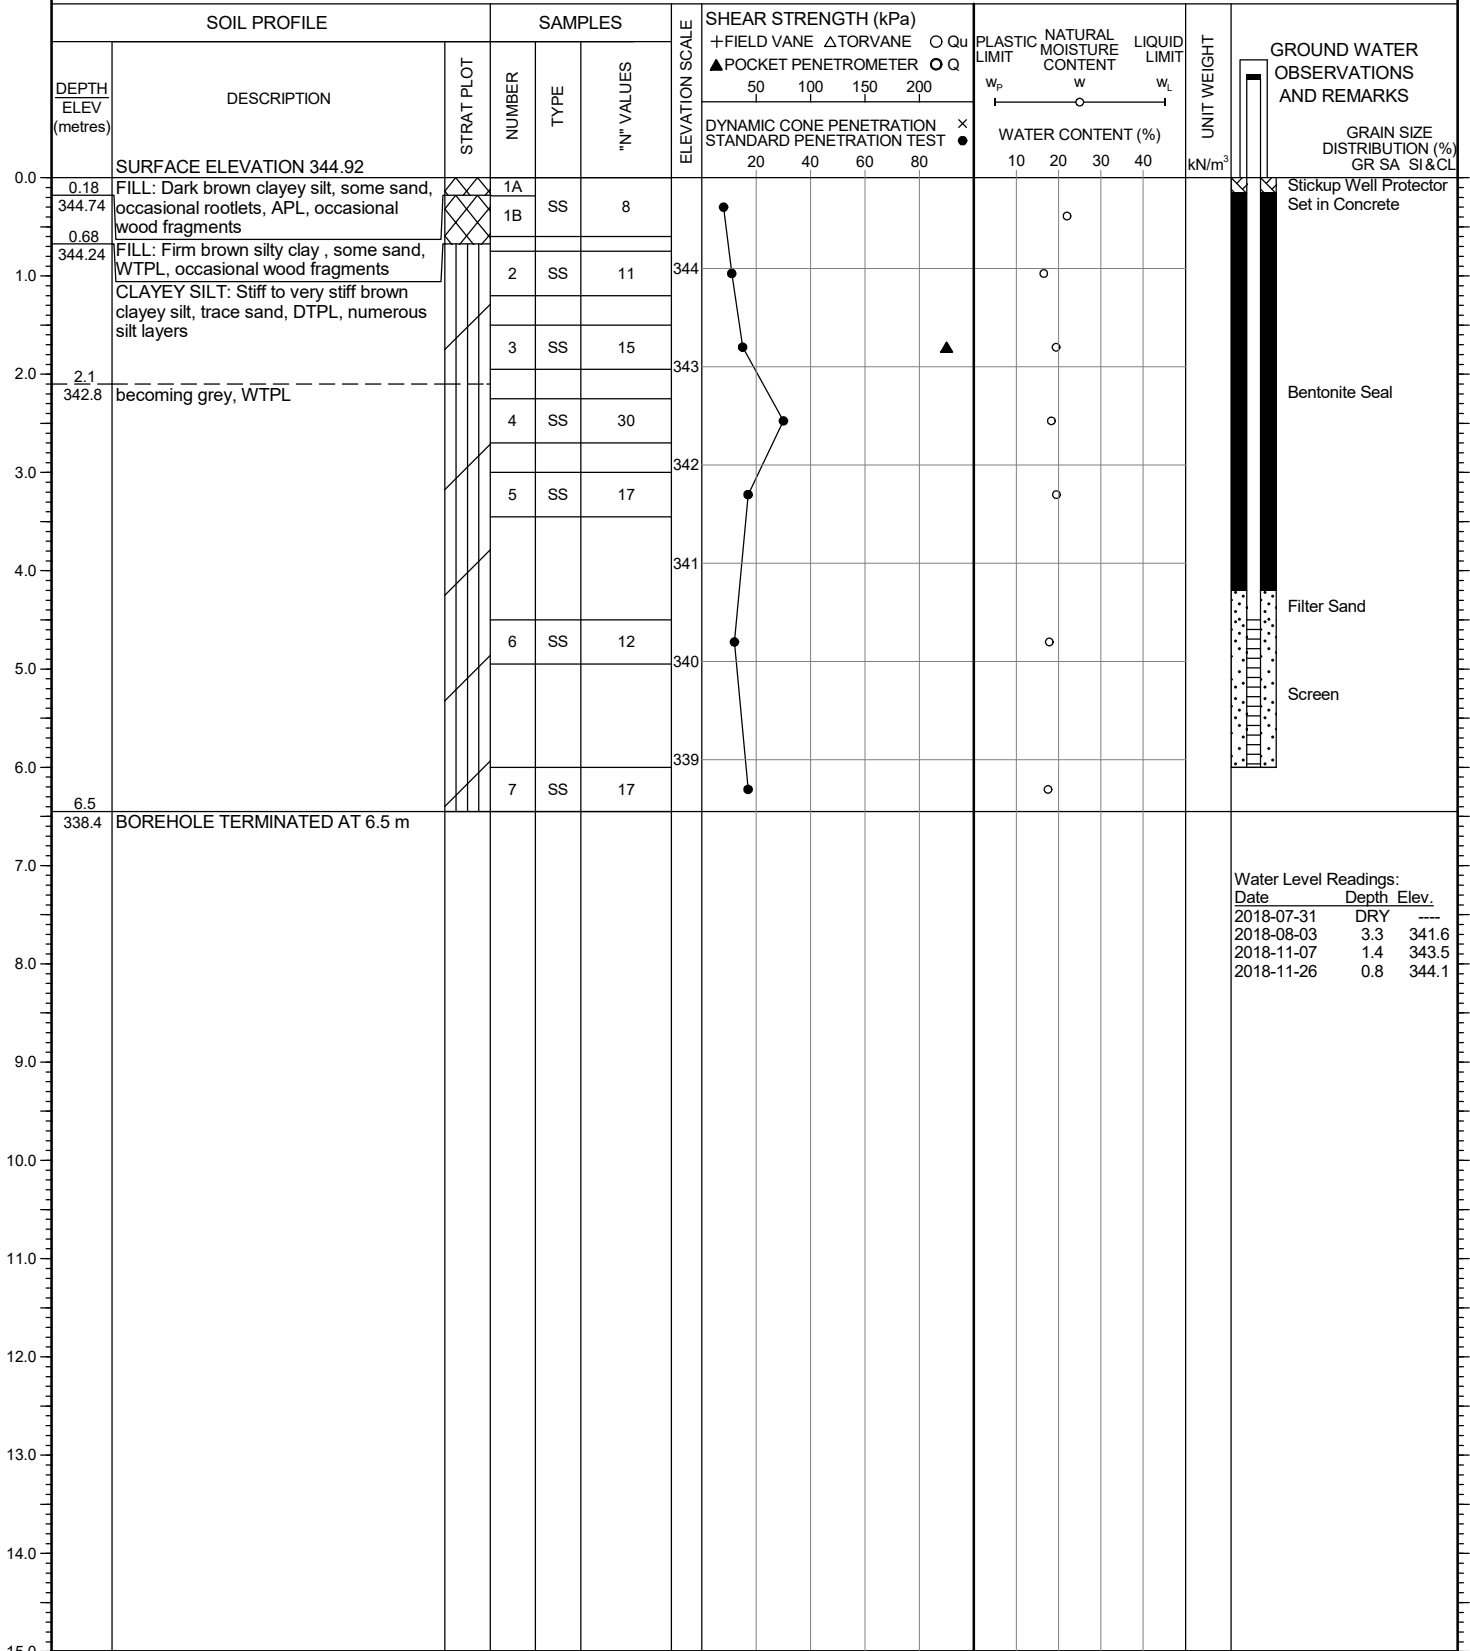 SOIL PROFILE
SAMPLES
DEPTH
ELEV
(metres)
DESCRIPTION
STRAT PLOT
NUMBER
TYPE
"N" VALUES
ELEVATION SCALE
SHEAR STRENGTH (kPa)
+FIELD VANE △TORVANE ○ Qu
▲POCKET PENETROMETER ○ Q
50 100 150 200
DYNAMIC CONE PENETRATION ×
STANDARD PENETRATION TEST ●
20 40 60 80
PLASTIC LIMIT
NATURAL MOISTURE CONTENT
LIQUID LIMIT
wP w wL
WATER CONTENT (%)
10 20 30 40
UNIT WEIGHT
kN/m³
GROUND WATER
OBSERVATIONS
AND REMARKS
GRAIN SIZE
DISTRIBUTION (%)
GR SA SI&CL
SURFACE ELEVATION 344.92
0.0
0.18
344.74
FILL: Dark brown clayey silt, some sand,
occasional rootlets, APL, occasional
wood fragments
0.68
344.24
FILL: Firm brown silty clay , some sand,
WTPL, occasional wood fragments
CLAYEY SILT: Stiff to very stiff brown
clayey silt, trace sand, DTPL, numerous
silt layers
2.1
342.8
becoming grey, WTPL
6.5
338.4
BOREHOLE TERMINATED AT 6.5 m
1.0
2.0
3.0
4.0
5.0
6.0
7.0
8.0
9.0
10.0
11.0
12.0
13.0
14.0
15.0
1A
1B SS 8
2 SS 11
3 SS 15
4 SS 30
5 SS 17
6 SS 12
7 SS 17
344
343
342
341
340
339
Stickup Well Protector
Set in Concrete
Bentonite Seal
Filter Sand
Screen
Water Level Readings:
Date Depth Elev.
2018-07-31 DRY ----
2018-08-03 3.3 341.6
2018-11-07 1.4 343.5
2018-11-26 0.8 344.1